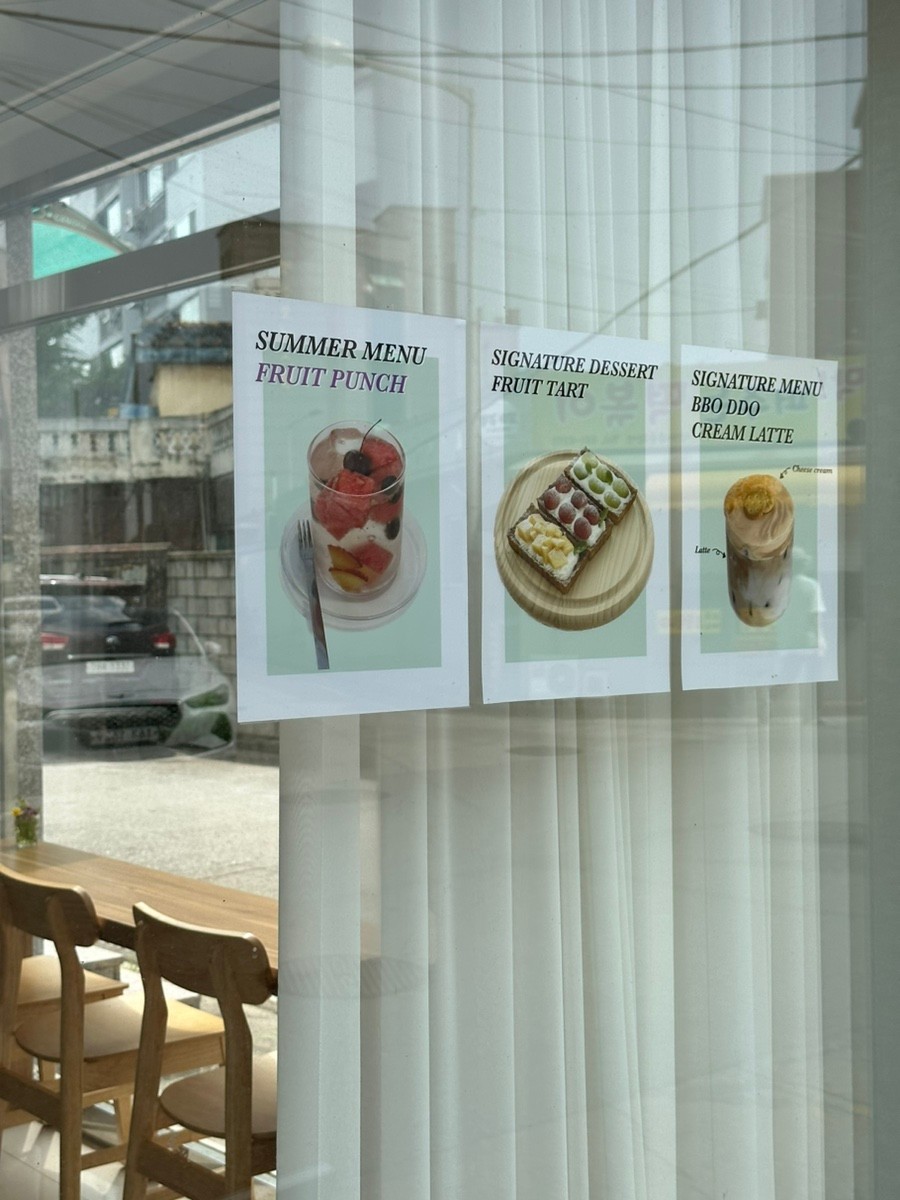 SUMMER MENU
FRUIT PUNCH
SIGNATURE DESSERT
FRUIT TART
SIGNATURE MENU
BBO DDO
CREAM LATTE
Cheese cream
Latte